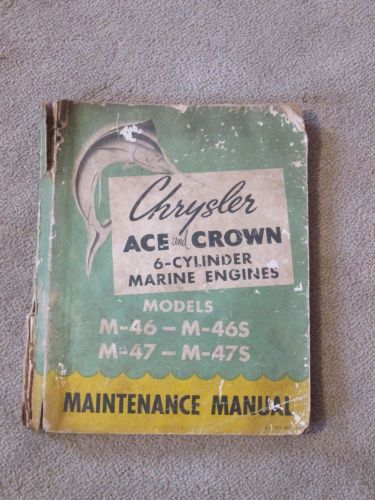 Chrysler
ACE and CROWN
6-CYLINDER
MARINE ENGINES
MODELS
M-46 - M-46S
M-47 - M-47S
MAINTENANCE MANUAL